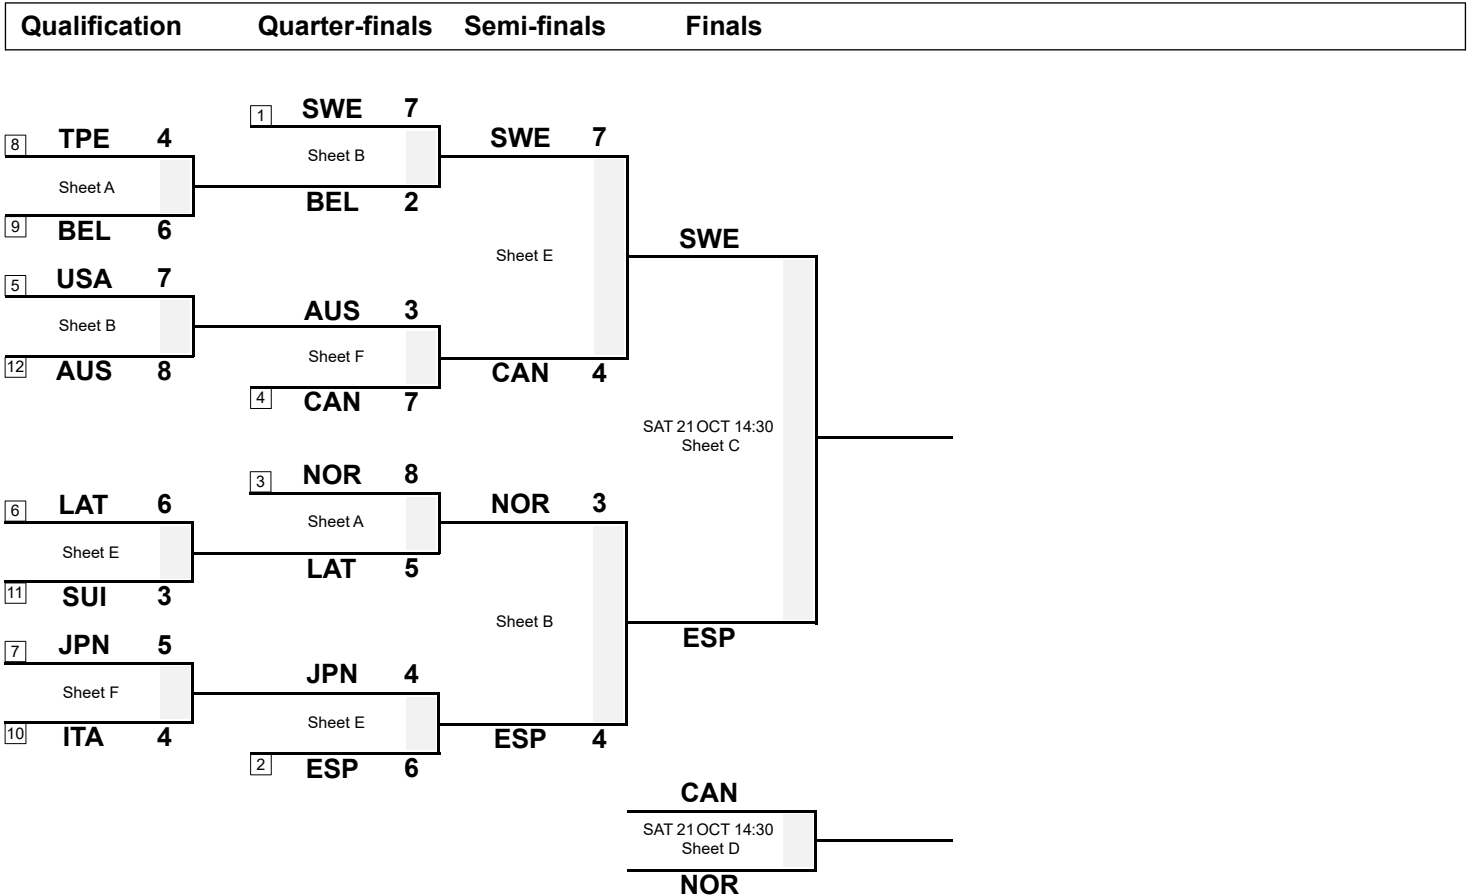 Qualification Quarter-finals Semi-finals Finals
1 SWE 7
8 TPE 4
SWE 7
Sheet B
Sheet A
BEL 2
9 BEL 6
SWE
Sheet E
5 USA 7
AUS 3
Sheet B
Sheet F
12 AUS 8
CAN 4
4 CAN 7
SAT 21 OCT 14:30
Sheet C
3 NOR 8
6 LAT 6
NOR 3
Sheet A
Sheet E
LAT 5
11 SUI 3
Sheet B
ESP
7 JPN 5
JPN 4
Sheet F
Sheet E
10 ITA 4
ESP 4
2 ESP 6
CAN
SAT 21 OCT 14:30
Sheet D
NOR